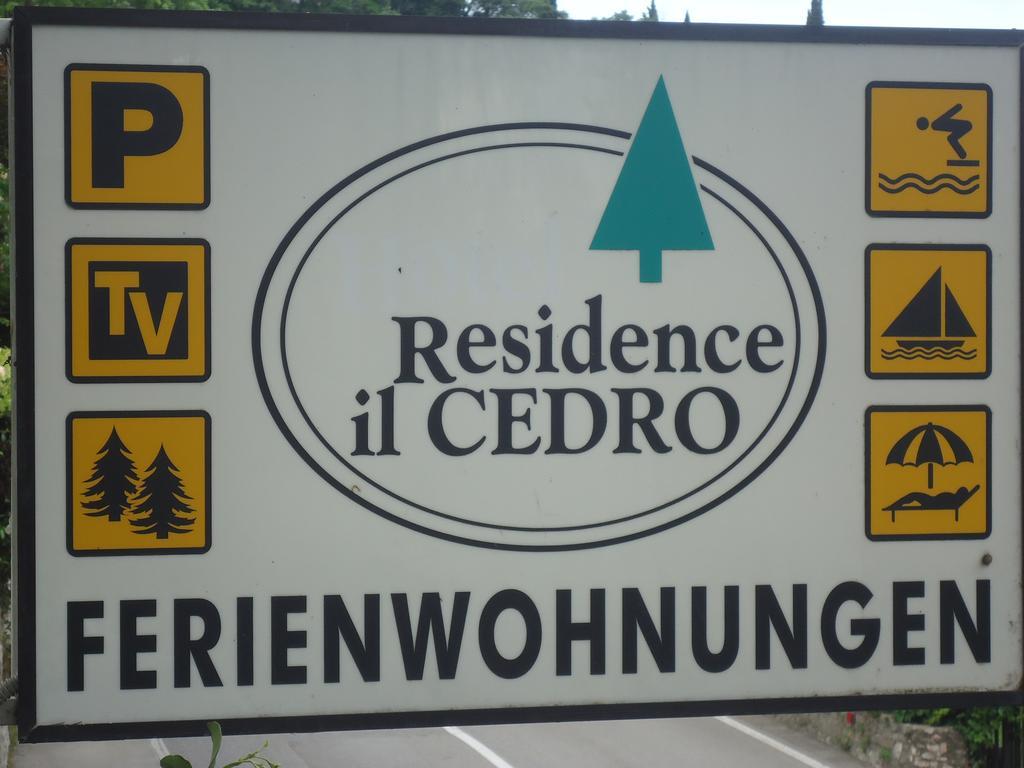 P
TV
Residence
il CEDRO
FERIENWOHNUNGEN